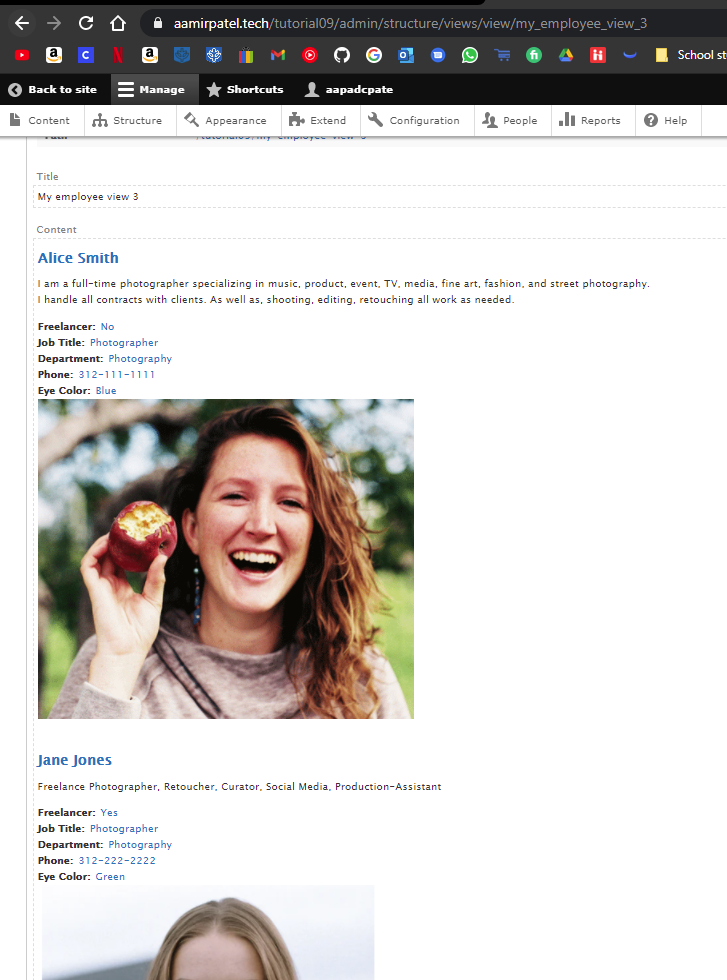 aamirpatel.tech/tutorial09/admin/structure/views/view/my_employee_view_3
School st
Back to site Manage Shortcuts aapadcpate
Content Structure Appearance Extend Configuration People Reports Help
Title
My employee view 3
Content
Alice Smith
I am a full-time photographer specializing in music, product, event, TV, media, fine art, fashion, and street photography.
I handle all contracts with clients. As well as, shooting, editing, retouching all work as needed.
Freelancer: No
Job Title: Photographer
Department: Photography
Phone: 312-111-1111
Eye Color: Blue
Jane Jones
Freelance Photographer, Retoucher, Curator, Social Media, Production-Assistant
Freelancer: Yes
Job Title: Photographer
Department: Photography
Phone: 312-222-2222
Eye Color: Green